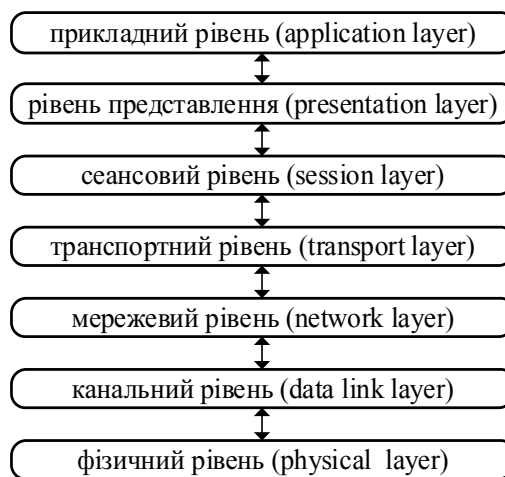 прикладний рівень (application layer)
рівень представлення (presentation layer)
сеансовий рівень (session layer)
транспортний рівень (transport layer)
мережевий рівень (network layer)
канальний рівень (data link layer)
фізичний рівень (physical layer)